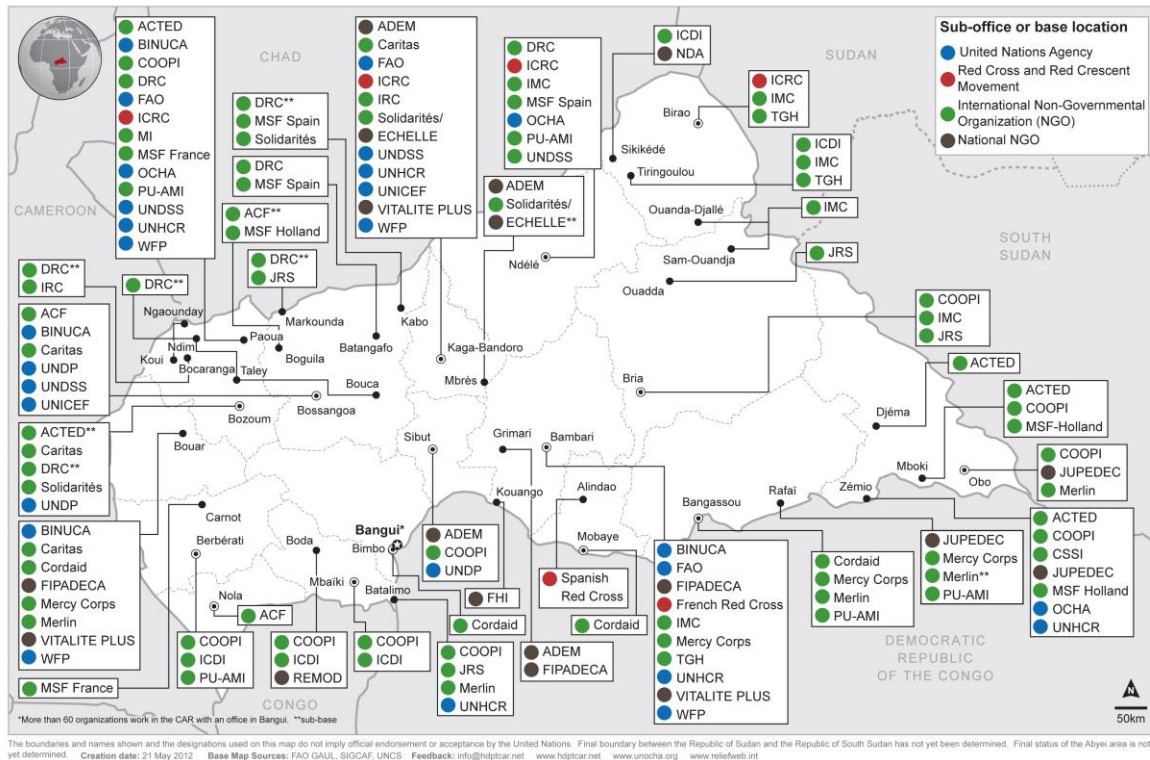 ACTED
BINUCA
COOPI
DRC
FAO
ICRC
MI
MSF France
OCHA
PU-AMI
UNDSS
UNHCR
WFP
CHAD
ADEM
Caritas
FAO
ICRC
IRC
Solidarités/
ECHELLE
UNDSS
UNHCR
UNICEF
VITALITE PLUS
WFP
DRC
ICRC
IMC
MSF Spain
OCHA
PU-AMI
UNDSS
ICDI
NDA
SUDAN
ICRC
IMC
TGH
Sub-office or base location
United Nations Agency
Red Cross and Red Crescent
Movement
International Non-Governmental
Organization (NGO)
National NGO
DRC**
MSF Spain
Solidarités
DRC
MSF Spain
ADEM
Solidarités/
ECHELLE**
Birao
Sikikédé
Tiringoulou
ICDI
IMC
TGH
CAMEROON
ACF**
MSF Holland
DRC**
JRS
Ouanda-Djallé
IMC
Sam-Ouandja
SOUTH
SUDAN
JRS
Ndélé
Ouadda
DRC**
IRC
DRC**
Ngaounday
Ndim
Koui
Bocaranga
Taley
Paoua
Markounda
Boguila
Batangafo
Kabo
Kaga-Bandoro
Mbrès
COOPI
IMC
JRS
ACF
BINUCA
Caritas
UNDP
UNDSS
UNICEF
Bozoum
Bossangoa
Bouca
Bria
ACTED
Djéma
ACTED
COOPI
MSF-Holland
ACTED**
Caritas
DRC**
Solidarités
UNDP
Bouar
Sibut
Grimari
Bambari
Mboki
Obo
COOPI
JUPEDEC
Merlin
Carnot
Berbérati
Boda
Bangui*
Bimbo
Kouango
Alindao
Mobaye
Bangassou
Rafaï
Zémio
BINUCA
Caritas
Cordaid
FIPADECA
Mercy Corps
Merlin
VITALITE PLUS
WFP
Nola
Mbaïki
Batalimo
ADEM
COOPI
UNDP
FHI
Spanish
Red Cross
Cordaid
Cordaid
BINUCA
FAO
FIPADECA
French Red Cross
IMC
Mercy Corps
TGH
UNHCR
VITALITE PLUS
WFP
Cordaid
Mercy Corps
Merlin
PU-AMI
JUPEDEC
Mercy Corps
Merlin**
PU-AMI
ACTED
COOPI
CSSI
JUPEDEC
MSF Holland
OCHA
UNHCR
ACF
COOPI
ICDI
PU-AMI
COOPI
ICDI
REMOD
COOPI
ICDI
COOPI
JRS
Merlin
UNHCR
ADEM
FIPADECA
DEMOCRATIC
REPUBLIC
OF THE CONGO
MSF France
CONGO
N
50km
*More than 60 organizations work in the CAR with an office in Bangui. **sub-base
The boundaries and names shown and the designations used on this map do not imply official endorsement or acceptance by the United Nations. Final boundary between the Republic of Sudan and the Republic of South Sudan has not yet been determined. Final status of the Abyei area is not
yet determined. Creation date: 21 May 2012 Base Map Sources: FAO GAUL, SIGCAF, UNCS Feedback: info@hdptcar.net www.hdptcar.net www.unocha.org www.reliefweb.int